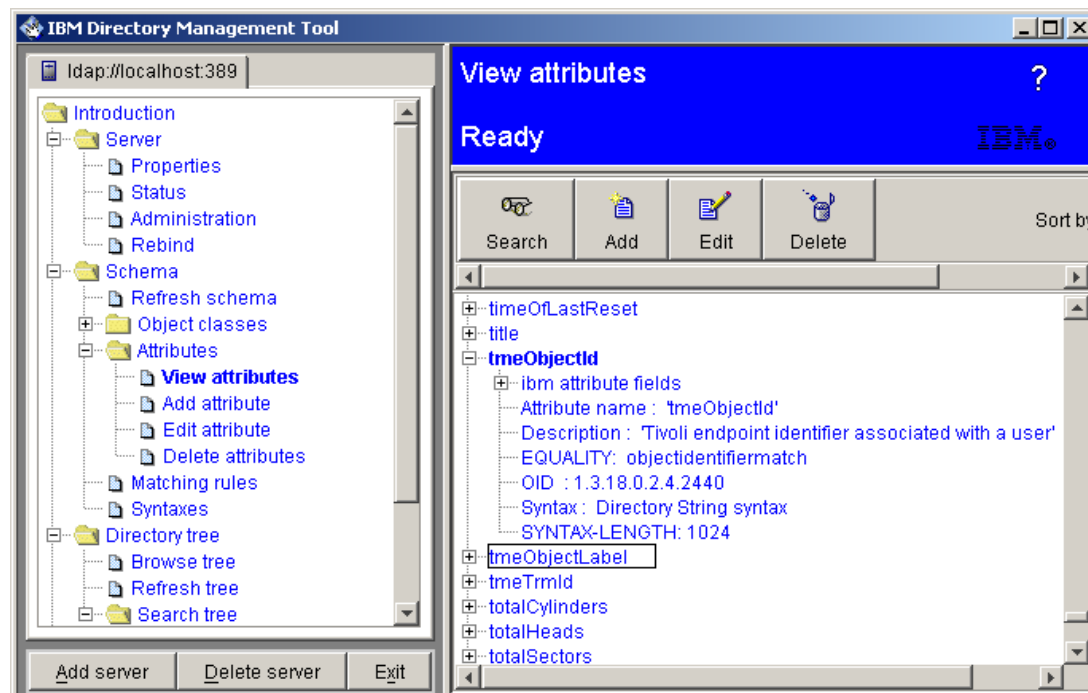 IBM Directory Management Tool
ldap://localhost:389
Introduction
Server
Properties
Status
Administration
Rebind
Schema
Refresh schema
Object classes
Attributes
View attributes
Add attribute
Edit attribute
Delete attributes
Matching rules
Syntaxes
Directory tree
Browse tree
Refresh tree
Search tree
Add server
Delete server
Exit
View attributes
?
Ready
IBM®
Search
Add
Edit
Delete
Sort by
timeOfLastReset
title
tmeObjectId
ibm attribute fields
Attribute name : 'tmeObjectId'
Description : 'Tivoli endpoint identifier associated with a user'
EQUALITY: objectidentifiermatch
OID : 1.3.18.0.2.4.2440
Syntax : Directory String syntax
SYNTAX-LENGTH: 1024
tmeObjectLabel
tmeTrmId
totalCylinders
totalHeads
totalSectors